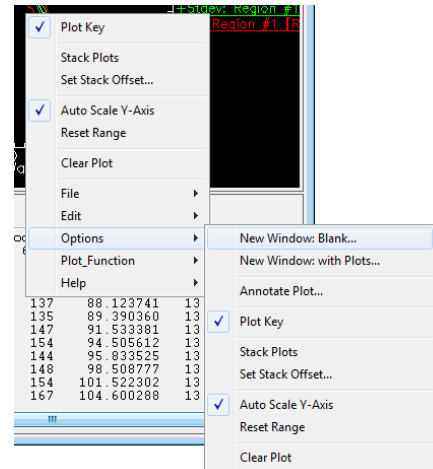 +Stdev: Region #1
Region #1 [R
Plot Key
Stack Plots
Set Stack Offset...
Auto Scale Y-Axis
Reset Range
Clear Plot
File
Edit
Options
Plot_Function
Help
New Window: Blank...
New Window: with Plots...
Annotate Plot...
Plot Key
Stack Plots
Set Stack Offset...
Auto Scale Y-Axis
Reset Range
Clear Plot
137 88.123741 13
135 89.390360 13
147 91.533381 13
154 94.505612 13
144 95.833525 13
148 98.508777 13
154 101.522302 13
167 104.600288 13